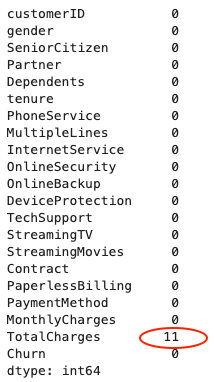 customerID 0
gender 0
SeniorCitizen 0
Partner 0
Dependents 0
tenure 0
PhoneService 0
MultipleLines 0
InternetService 0
OnlineSecurity 0
OnlineBackup 0
DeviceProtection 0
TechSupport 0
StreamingTV 0
StreamingMovies 0
Contract 0
PaperlessBilling 0
PaymentMethod 0
MonthlyCharges 0
TotalCharges 11
Churn 0
dtype: int64